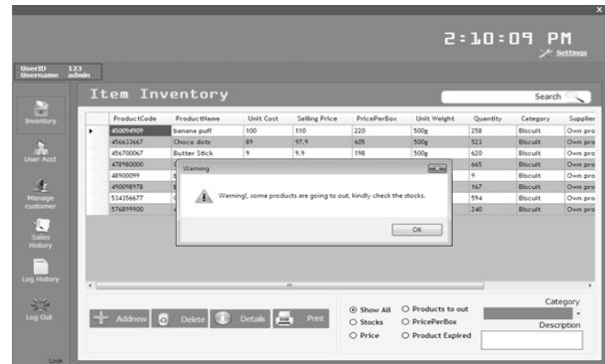 2:10:09 PM
Settings
UserID 123
Username admin
Item Inventory
Search
Inventory
User Acct
Manage customer
Sales History
Log History
Log Out
Look
ProductCode ProductName Unit Cost Selling Price PricePerBox Unit Weight Quantity Category Supplier
450094909 banana puff 100 110 220 500g 258 Biscuit Own pro
456633667 Choco dots 89 97.9 605 500g 523 Biscuit Own pro
456700067 Butter Stick 9 9.9 198 500g 620 Biscuit Own pro
478980000 665 Biscuit Own pro
48900099 9 Biscuit Own pro
490098978 167 Biscuit Own pro
534356677 594 Biscuit Own pro
576899900 240 Biscuit Own pro
Warning
Warning!, some products are going to out, kindly check the stocks.
OK
Addnew Delete Details Print
Show All Products to out
Stocks PricePerBox
Price Product Expired
Category
Description